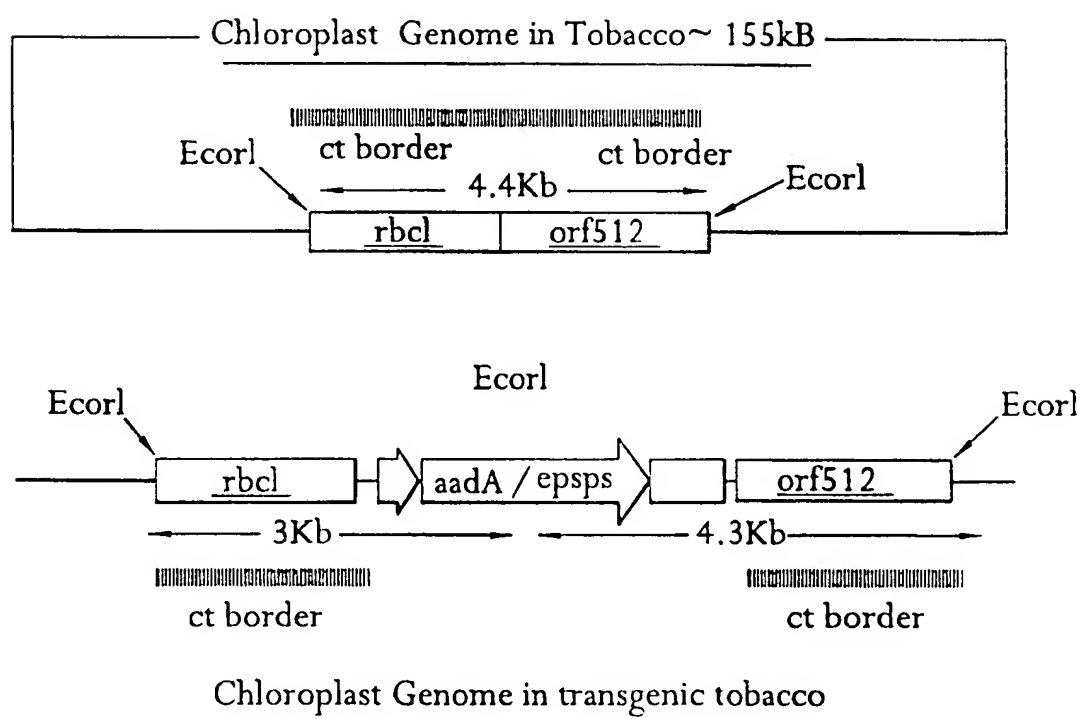 Chloroplast Genome in Tobacco~ 155kB
ct border ct border
Ecorl 4.4Kb Ecorl
rbcl orf512
Ecorl
Ecorl Ecorl
rbcl aadA / epsps orf512
3Kb 4.3Kb
ct border ct border
Chloroplast Genome in transgenic tobacco